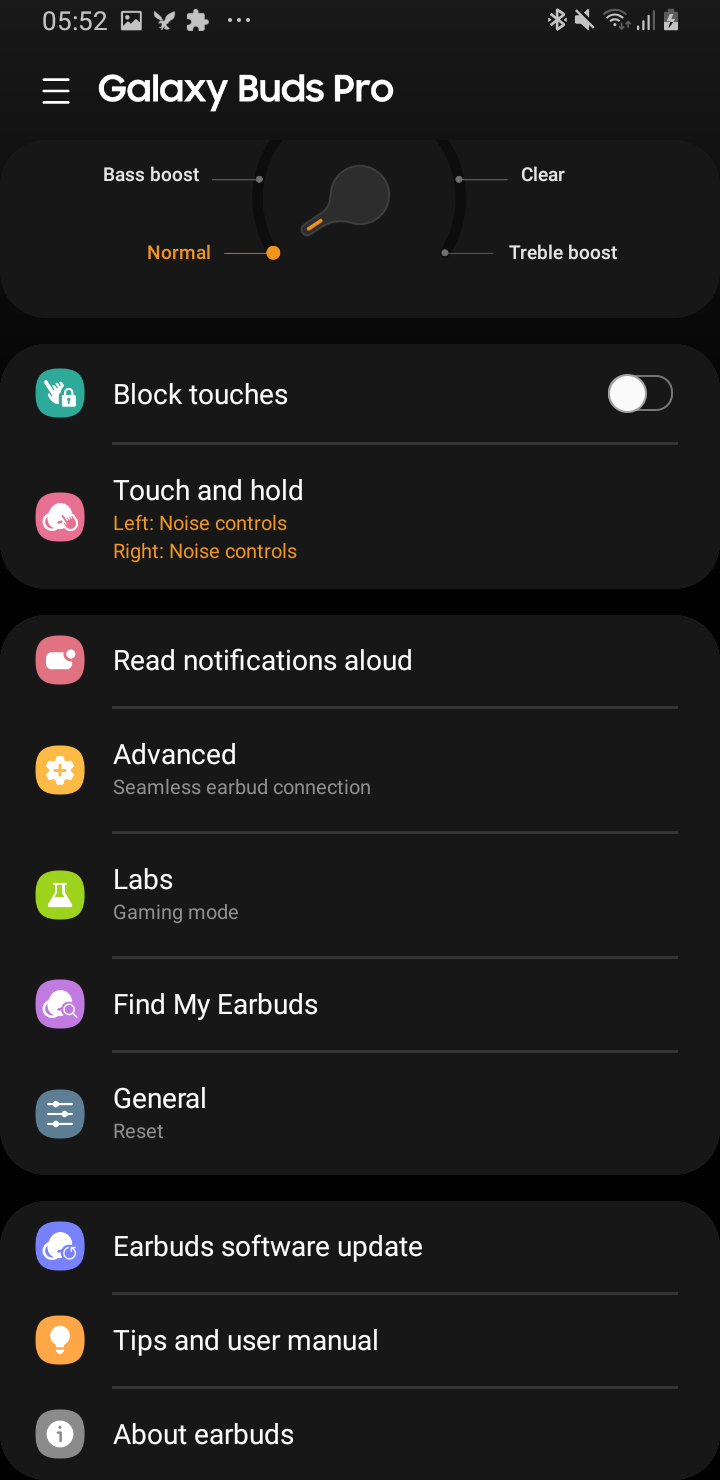 05:52
Galaxy Buds Pro
Bass boost
Clear
Normal
Treble boost
Block touches
Touch and hold
Left: Noise controls
Right: Noise controls
Read notifications aloud
Advanced
Seamless earbud connection
Labs
Gaming mode
Find My Earbuds
General
Reset
Earbuds software update
Tips and user manual
About earbuds